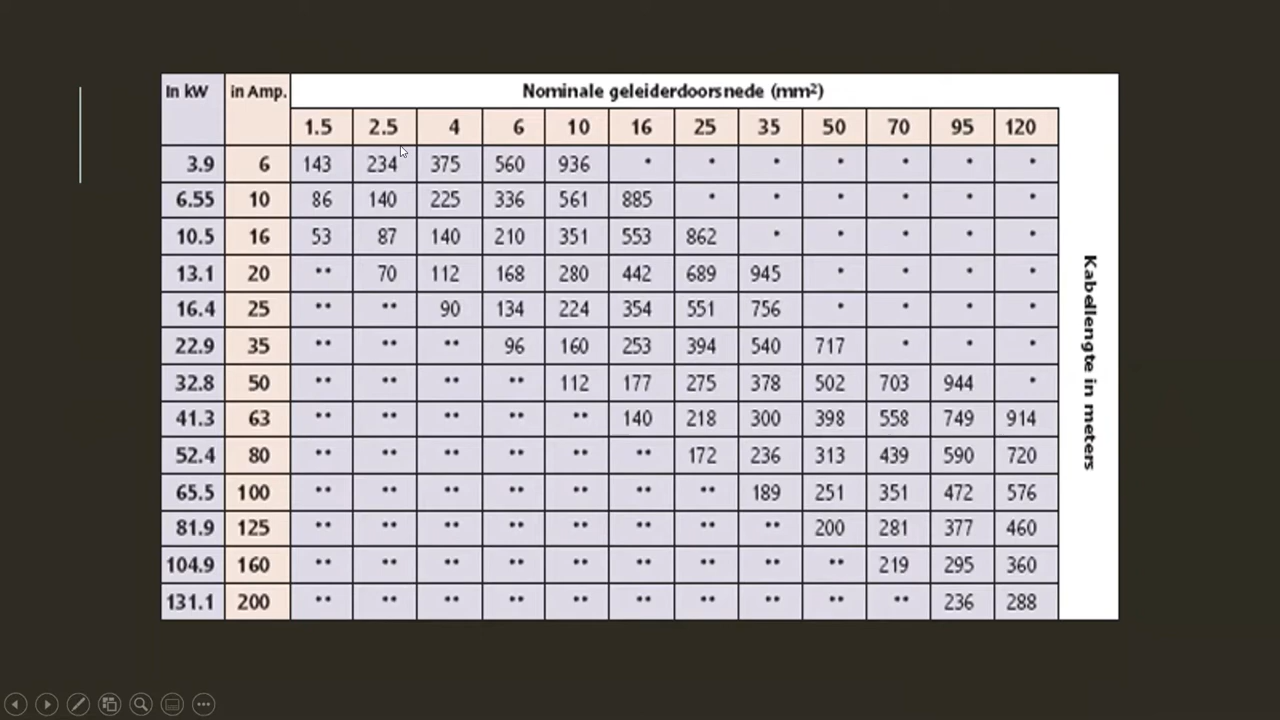 In kW in Amp. Nominale geleiderdoorsnede (mm²)
1.5 2.5 4 6 10 16 25 35 50 70 95 120
3.9 6 143 234 375 560 936 • • • • • • •
6.55 10 86 140 225 336 561 885 • • • • • •
10.5 16 53 87 140 210 351 553 862 • • • • •
13.1 20 •• 70 112 168 280 442 689 945 • • • •
16.4 25 •• •• 90 134 224 354 551 756 • • • •
22.9 35 •• •• •• 96 160 253 394 540 717 • • •
32.8 50 •• •• •• •• 112 177 275 378 502 703 944 •
41.3 63 •• •• •• •• •• 140 218 300 398 558 749 914
52.4 80 •• •• •• •• •• •• 172 236 313 439 590 720
65.5 100 •• •• •• •• •• •• •• 189 251 351 472 576
81.9 125 •• •• •• •• •• •• •• •• 200 281 377 460
104.9 160 •• •• •• •• •• •• •• •• •• 219 295 360
131.1 200 •• •• •• •• •• •• •• •• •• •• 236 288
Kabellengte in meters